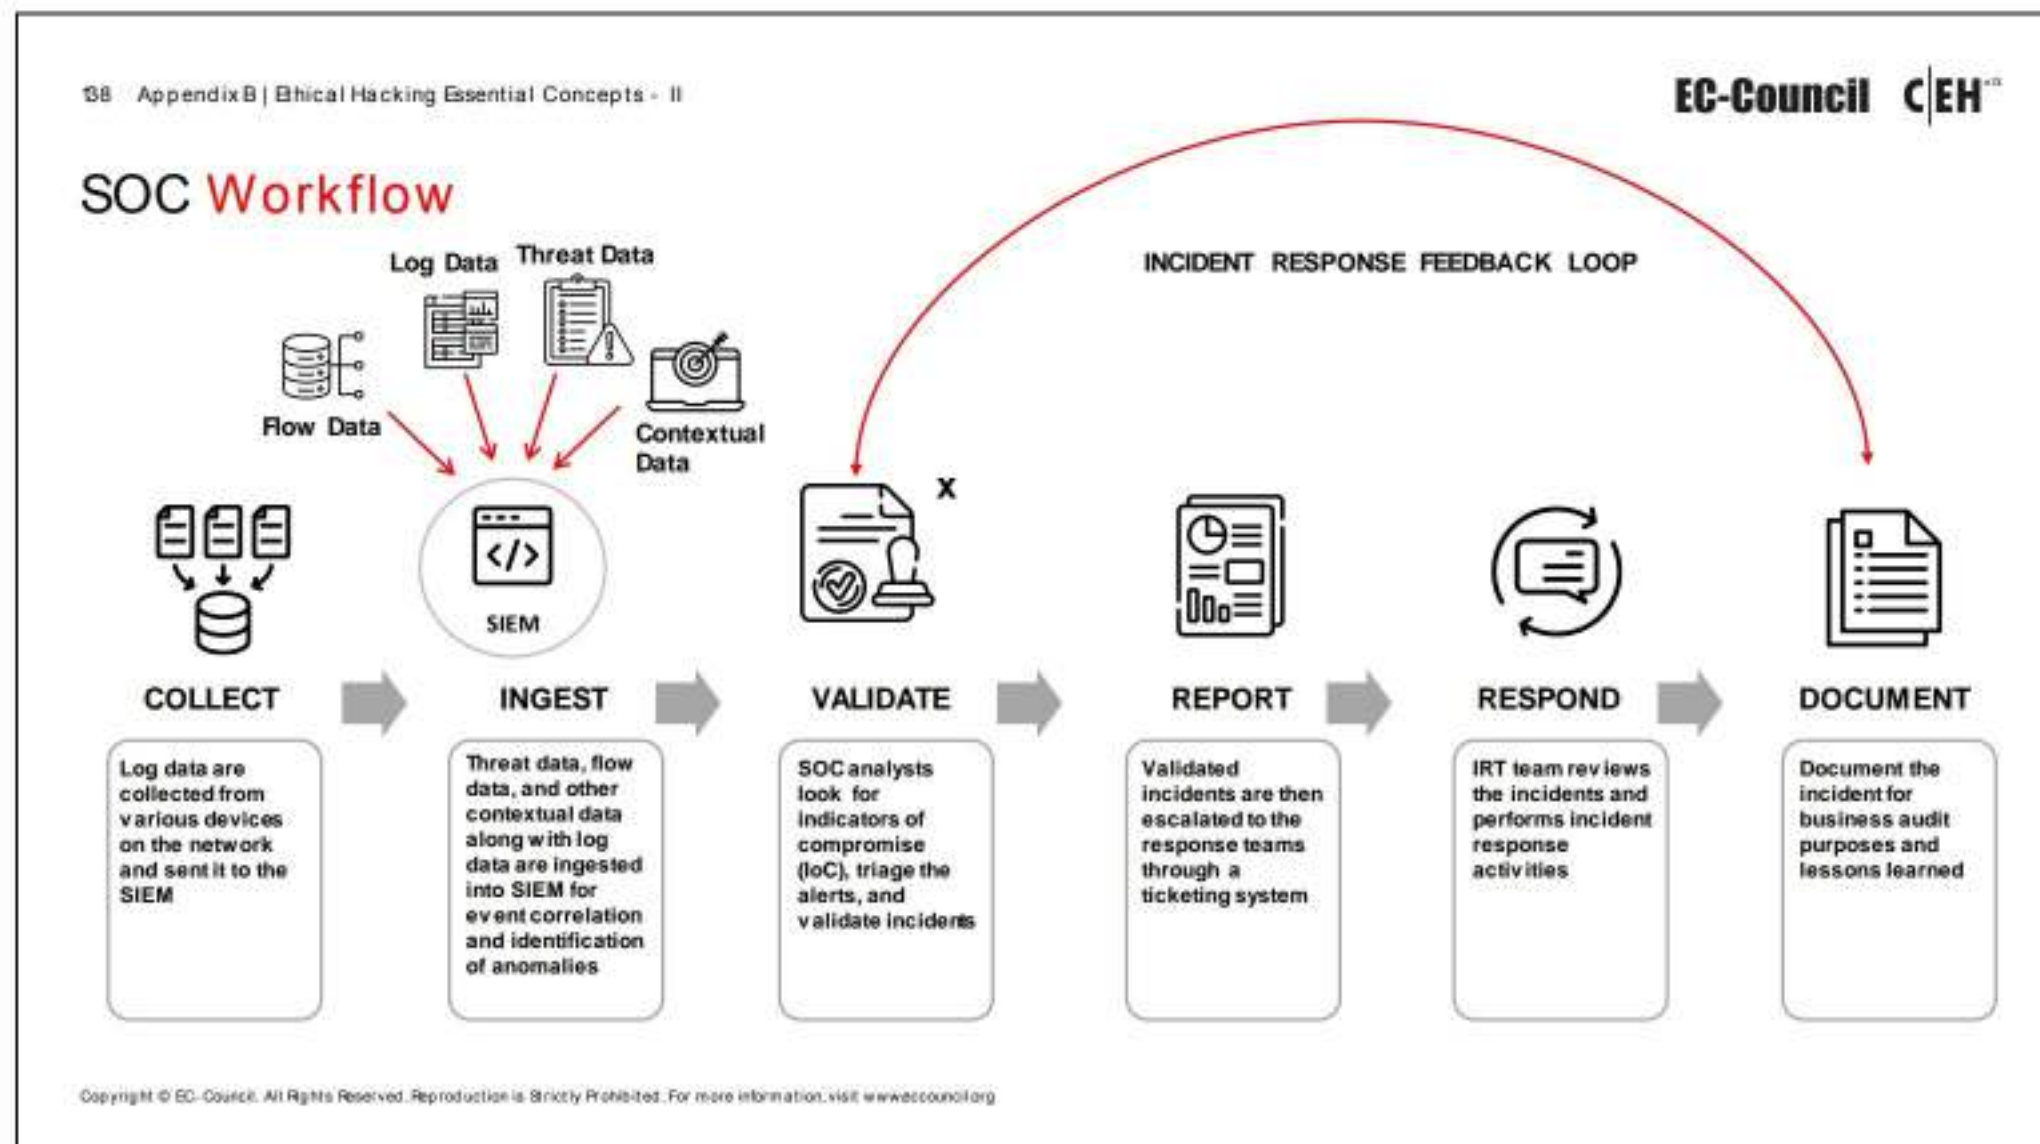 138 Appendix B | Ethical Hacking Essential Concepts - II
EC-Council C|EH
SOC Workflow
Log Data
Threat Data
Flow Data
Contextual
Data
INCIDENT RESPONSE FEEDBACK LOOP
SIEM
X
COLLECT
INGEST
VALIDATE
REPORT
RESPOND
DOCUMENT
Log data are
collected from
various devices
on the network
and sent it to the
SIEM
Threat data, flow
data, and other
contextual data
along with log
data are ingested
into SIEM for
event correlation
and identification
of anomalies
SOC analysts
look for
indicators of
compromise
(IoC), triage the
alerts, and
validate incidents
Validated
incidents are then
escalated to the
response teams
through a
ticketing system
IRT team reviews
the incidents and
performs incident
response
activities
Document the
incident for
business audit
purposes and
lessons learned
Copyright © EC-Council. All Rights Reserved. Reproduction is Strictly Prohibited. For more information, visit www.eccouncil.org